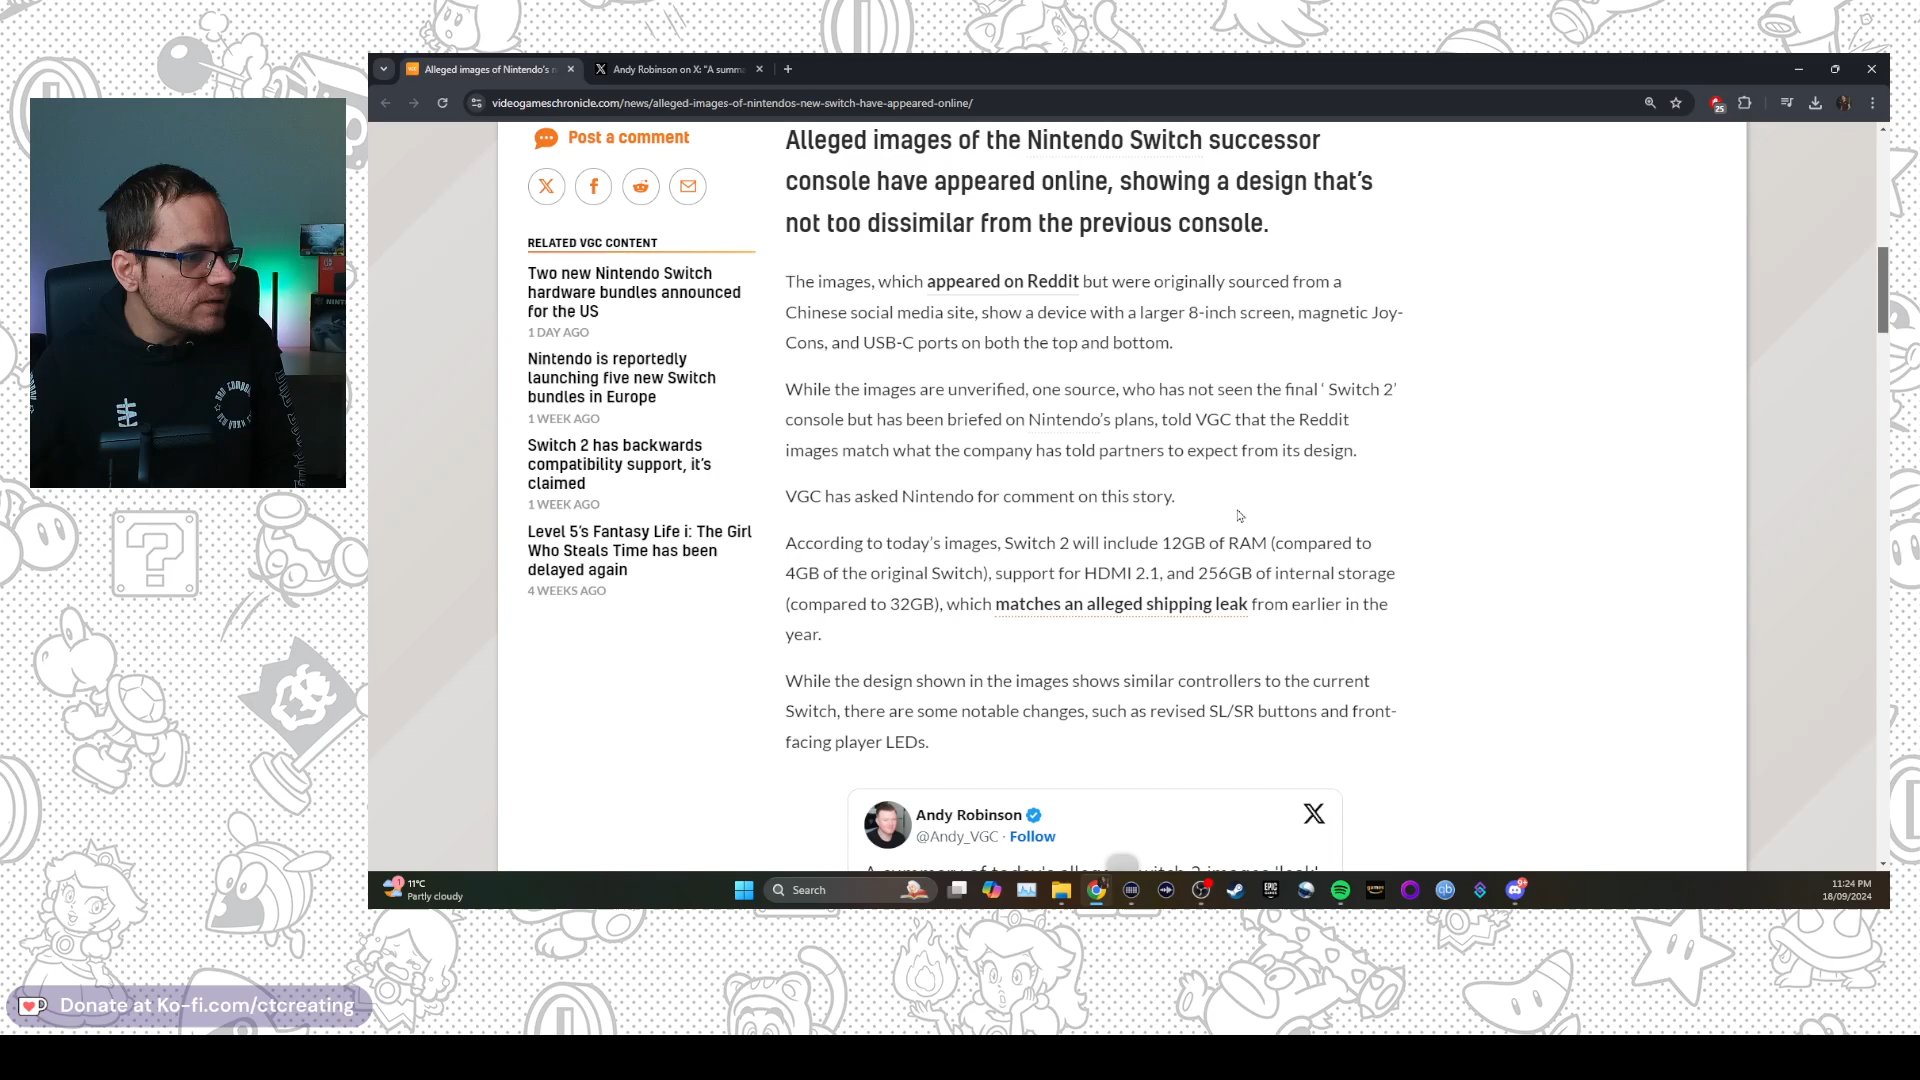 Alleged images of Nintendo's n
Andy Robinson on X: "A summ
videogameschronicle.com/news/alleged-images-of-nintendos-new-switch-have-appeared-online/
25
Post a comment
RELATED VGC CONTENT
Two new Nintendo Switch
hardware bundles announced
for the US
1 DAY AGO
Nintendo is reportedly
launching five new Switch
bundles in Europe
1 WEEK AGO
Switch 2 has backwards
compatibility support, it's
claimed
1 WEEK AGO
Level 5's Fantasy Life i: The Girl
Who Steals Time has been
delayed again
4 WEEKS AGO
Alleged images of the Nintendo Switch successor
console have appeared online, showing a design that's
not too dissimilar from the previous console.
The images, which appeared on Reddit but were originally sourced from a
Chinese social media site, show a device with a larger 8-inch screen, magnetic Joy-
Cons, and USB-C ports on both the top and bottom.
While the images are unverified, one source, who has not seen the final ‘ Switch 2’
console but has been briefed on Nintendo's plans, told VGC that the Reddit
images match what the company has told partners to expect from its design.
VGC has asked Nintendo for comment on this story.
According to today's images, Switch 2 will include 12GB of RAM (compared to
4GB of the original Switch), support for HDMI 2.1, and 256GB of internal storage
(compared to 32GB), which matches an alleged shipping leak from earlier in the
year.
While the design shown in the images shows similar controllers to the current
Switch, there are some notable changes, such as revised SL/SR buttons and front-
facing player LEDs.
Andy Robinson
@Andy_VGC · Follow
1
11°C
Partly cloudy
Search
EPIC
11:24 PM
18/09/2024
Donate at Ko-fi.com/ctcreating